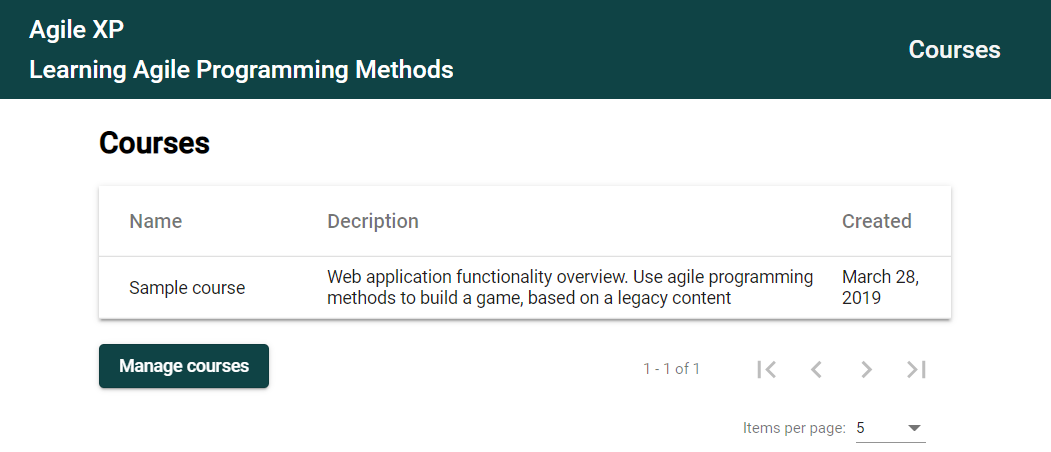 Agile XP
Learning Agile Programming Methods
Courses
Courses
Name Decription Created
Sample course
Web application functionality overview. Use agile programming
methods to build a game, based on a legacy content
March 28,
2019
Manage courses
1 - 1 of 1
Items per page: 5